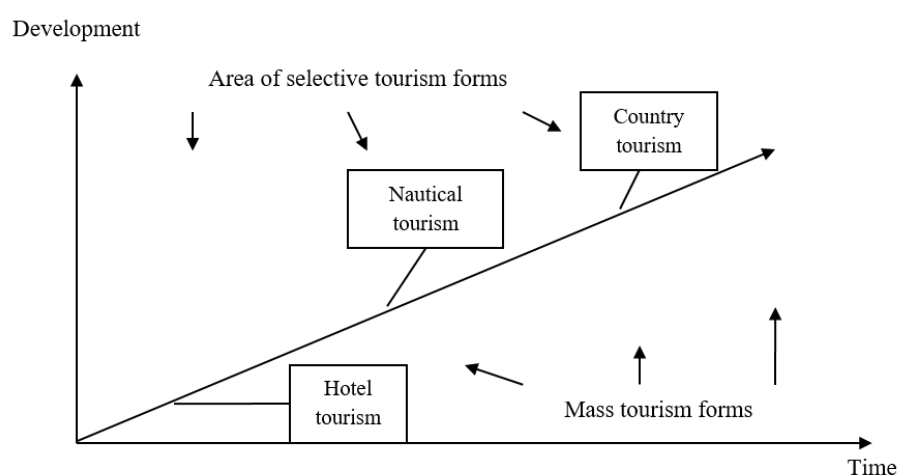 Development
Area of selective tourism forms
Country
tourism
Nautical
tourism
Hotel
tourism
Mass tourism forms
Time